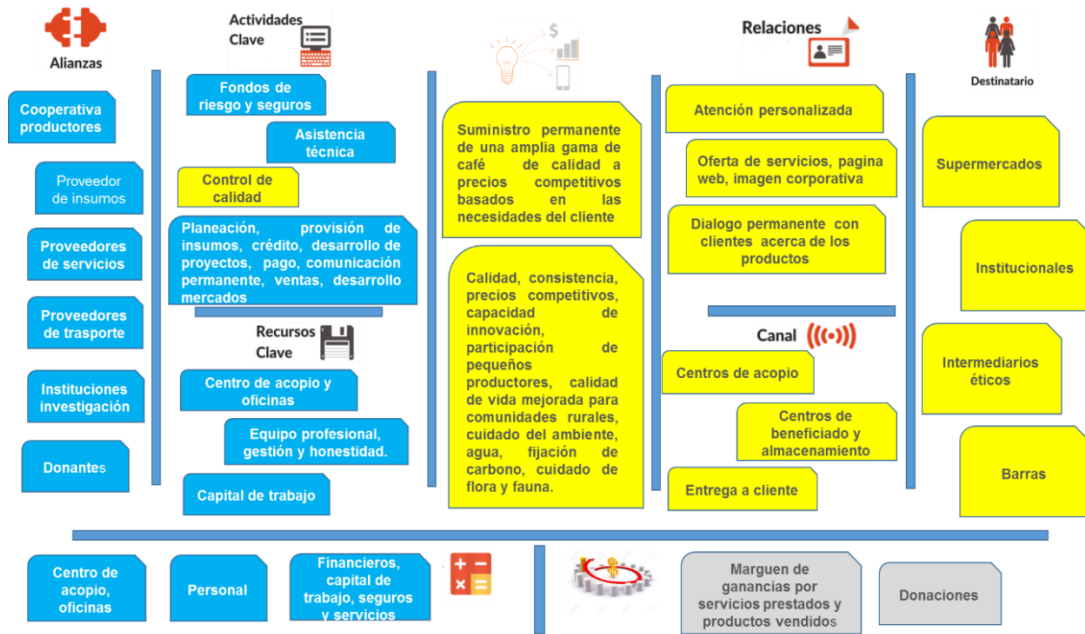 Alianzas
Cooperativa
productores
Proveedor
de insumos
Proveedores
de servicios
Proveedores
de trasporte
Instituciones
investigación
Donantes
Actividades
Clave
Fondos de
riesgo y seguros
Asistencia
técnica
Control de
calidad
Planeación, provisión de
insumos, crédito, desarrollo de
proyectos, pago, comunicación
permanente, ventas, desarrollo
mercados
Recursos
Clave
Centro de acopio y
oficinas
Equipo profesional,
gestión y honestidad.
Capital de trabajo
Suministro permanente
de una amplia gama de
café de calidad a
precios competitivos
basados en las
necesidades del cliente
Calidad, consistencia,
precios competitivos,
capacidad de
innovación,
participación de
pequeños
productores, calidad
de vida mejorada para
comunidades rurales,
cuidado del ambiente,
agua, fijación de
carbono, cuidado de
flora y fauna.
Relaciones
Atención personalizada
Oferta de servicios, pagina
web, imagen corporativa
Dialogo permanente con
clientes acerca de los
productos
Canal
Centros de acopio
Centros de
beneficiado y
almacenamiento
Entrega a cliente
Destinatario
Supermercados
Institucionales
Intermediarios
éticos
Barras
Centro de
acopio,
oficinas
Personal
Financieros,
capital de
trabajo, seguros
y servicios
Marguen de
ganancias por
servicios prestados y
productos vendidos
Donaciones